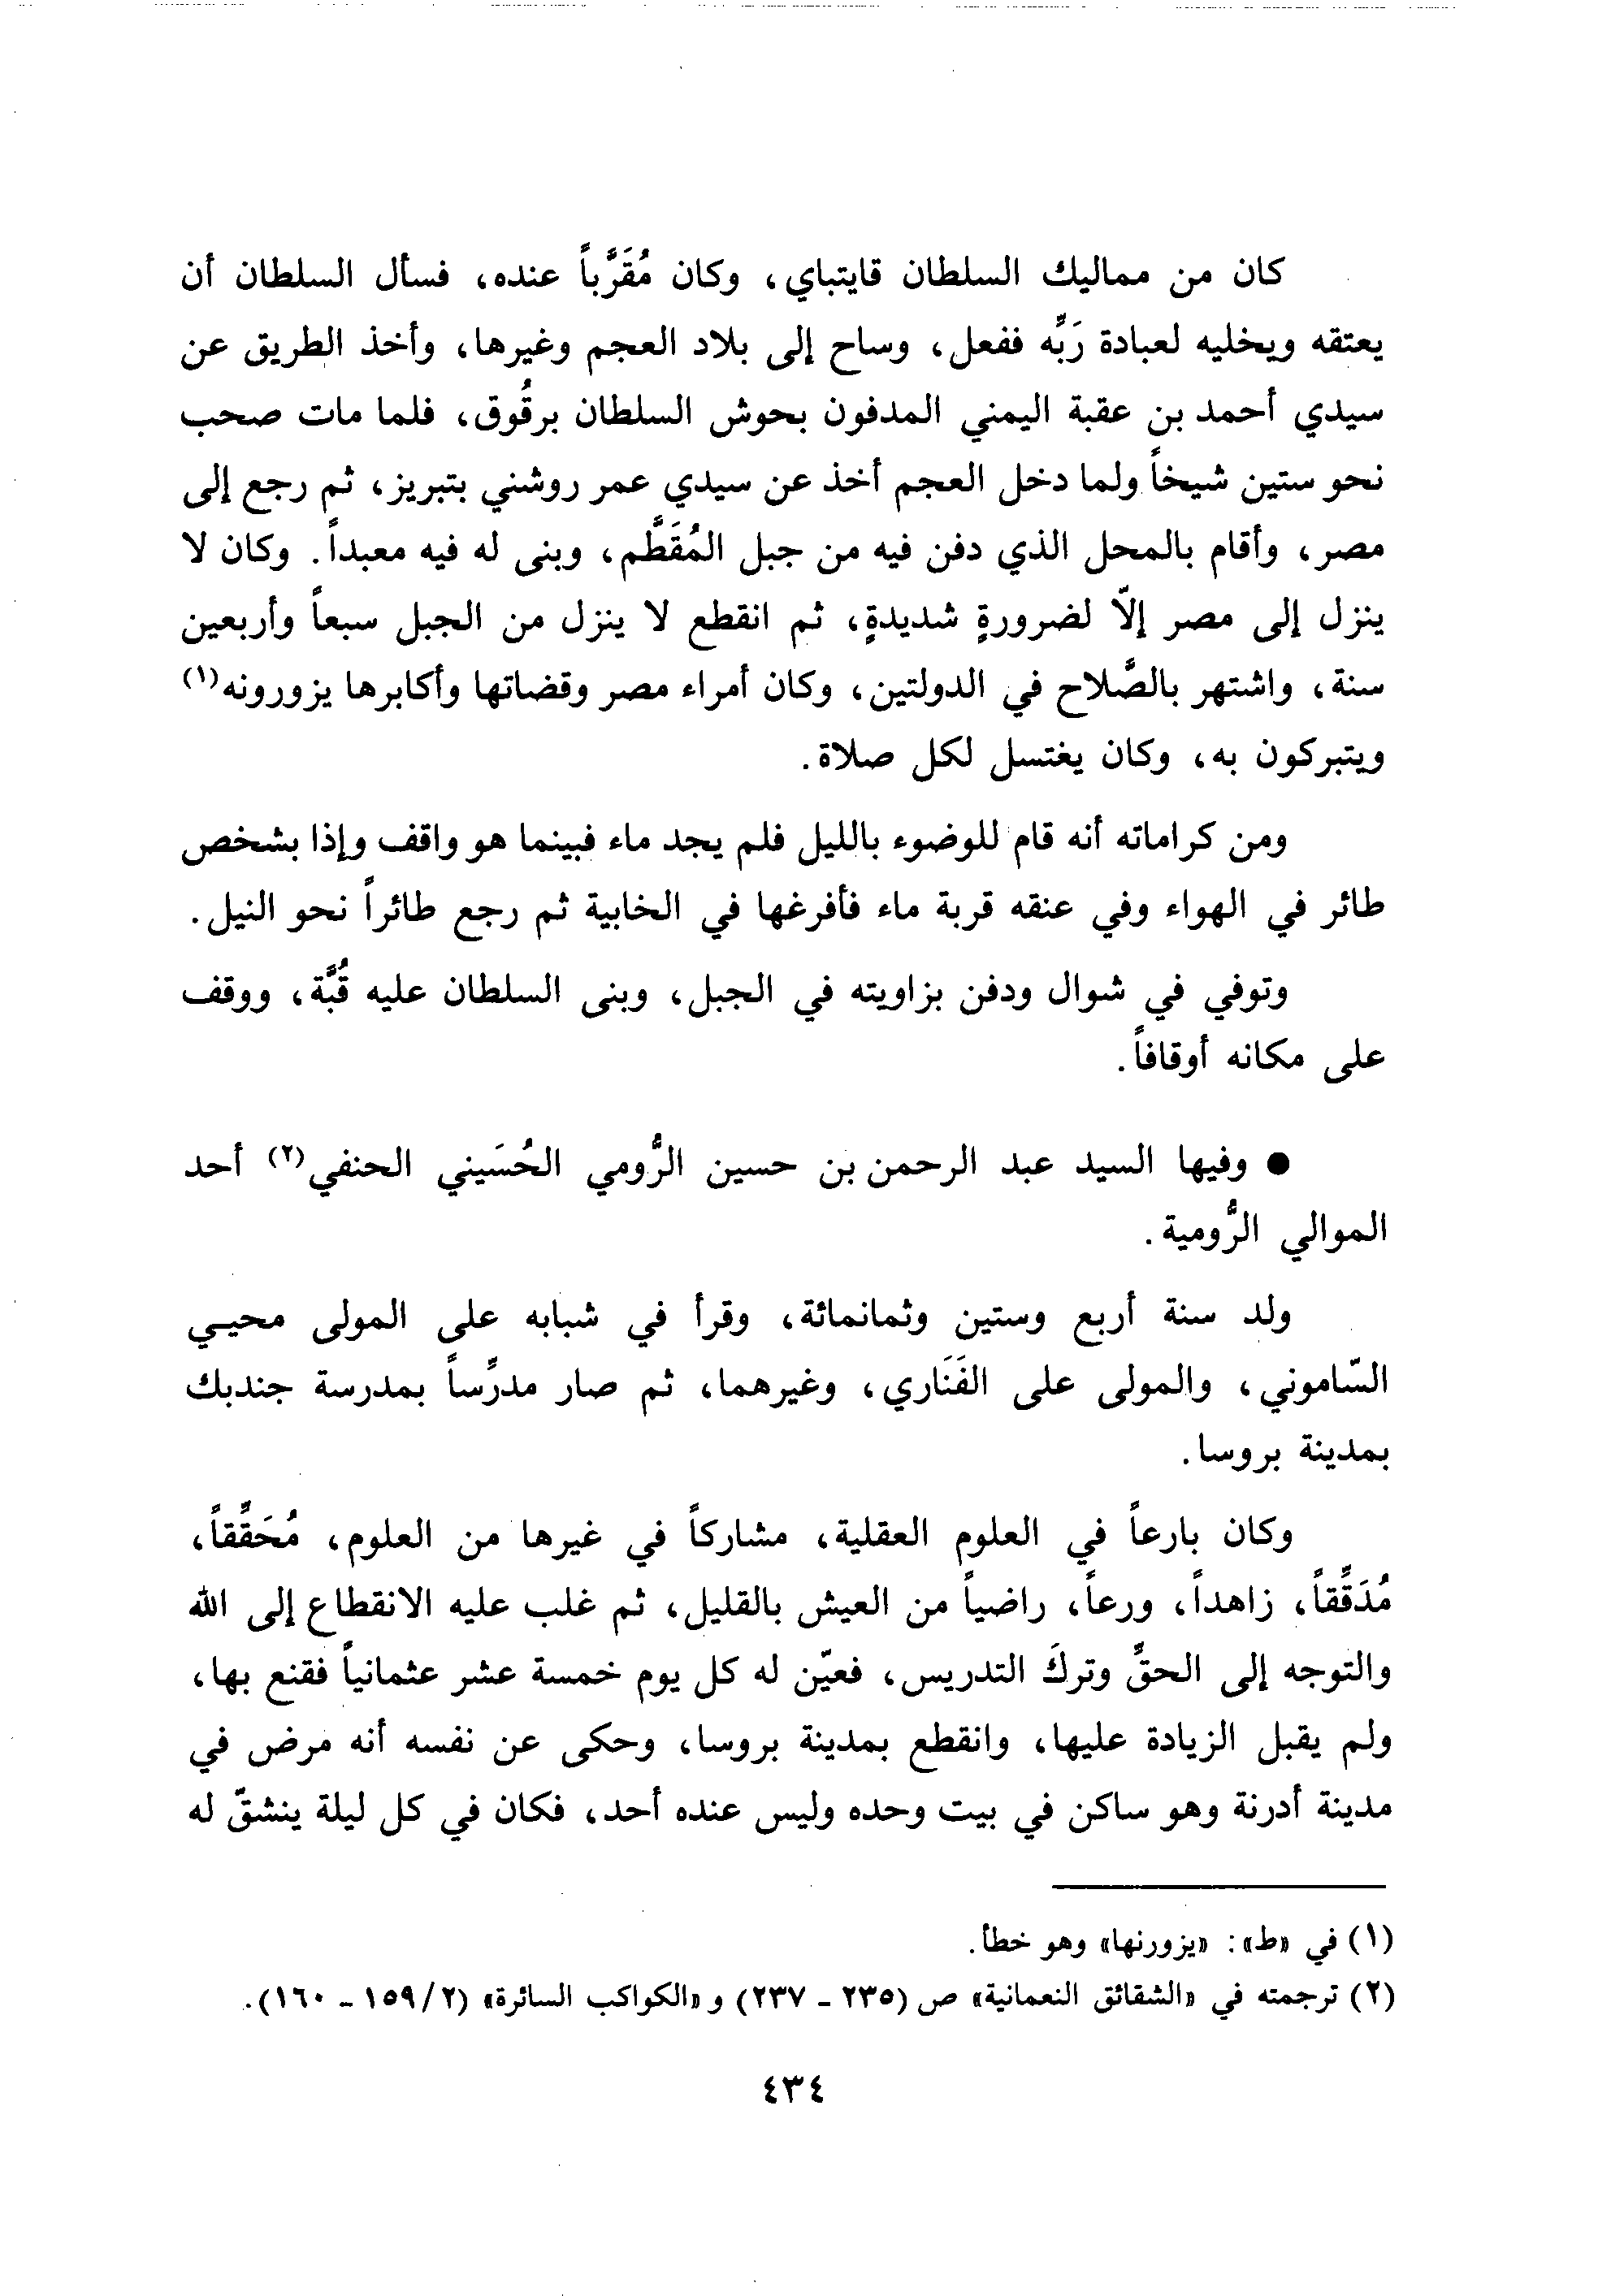 كان من مماليك السلطان قايتباي، وكان مُقَرَّباً عنده، فسأل السلطان أن
يعتقه ويخليه لعبادة رَبِّه ففعل، وساح إلى بلاد العجم وغيرها، وأخذ الطريق عن
سيدي أحمد بن عقبة اليمني المدفون بحوش السلطان برقُوق، فلما مات صحب
نحو ستين شيخاً ولما دخل العجم أخذ عن سيدي عمر روشني بتبريز، ثم رجع إلى
مصر، وأقام بالمحل الذي دفن فيه من جبل المُقَطَّم، وبنى له فيه معبداً. وكان لا
ينزل إلى مصر إلّا لضرورةٍ شديدةٍ، ثم انقطع لا ينزل من الجبل سبعاً وأربعين
سنة، واشتهر بالصَّلاح في الدولتين، وكان أمراء مصر وقضاتها وأكابرها يزورونه(١)
ويتبركون به، وكان يغتسل لكل صلاة.
ومن كراماته أنه قام للوضوء بالليل فلم يجد ماء فبينما هو واقف وإذا بشخص
طائر في الهواء وفي عنقه قربة ماء فأفرغها في الخابية ثم رجع طائراً نحو النيل.
وتوفي في شوال ودفن بزاويته في الجبل، وبنى السلطان عليه قُبَّة، ووقف
على مكانه أوقافاً.
● وفيها السيد عبد الرحمن بن حسين الرُّومي الحُسَيني الحنفي(٢) أحد
الموالي الرُّومية.
ولد سنة أربع وستين وثمانمائة، وقرأ في شبابه على المولى محيي
السّاموني، والمولى على الفَنَاري، وغيرهما، ثم صار مدرِّساً بمدرسة جندبك
بمدينة بروسا.
وكان بارعاً في العلوم العقلية، مشاركاً في غيرها من العلوم، مُحَقِّقاً،
مُدَقِّقاً، زاهداً، ورعاً، راضياً من العيش بالقليل، ثم غلب عليه الانقطاع إلى الله
والتوجه إلى الحقِّ وتركَ التدريس، فعيّن له كل يوم خمسة عشر عثمانياً فقنع بها،
ولم يقبل الزيادة عليها، وانقطع بمدينة بروسا، وحكى عن نفسه أنه مرض في
مدينة أدرنة وهو ساكن في بيت وحده وليس عنده أحد، فكان في كل ليلة ينشقّ له
(١) في «ط»: «يزورنها» وهو خطأ.
(٢) ترجمته في «الشقائق النعمانية» ص (٢٣٥ - ٢٣٧) و «الكواكب السائرة» (١٥٩/٢ - ١٦٠).
٤٣٤